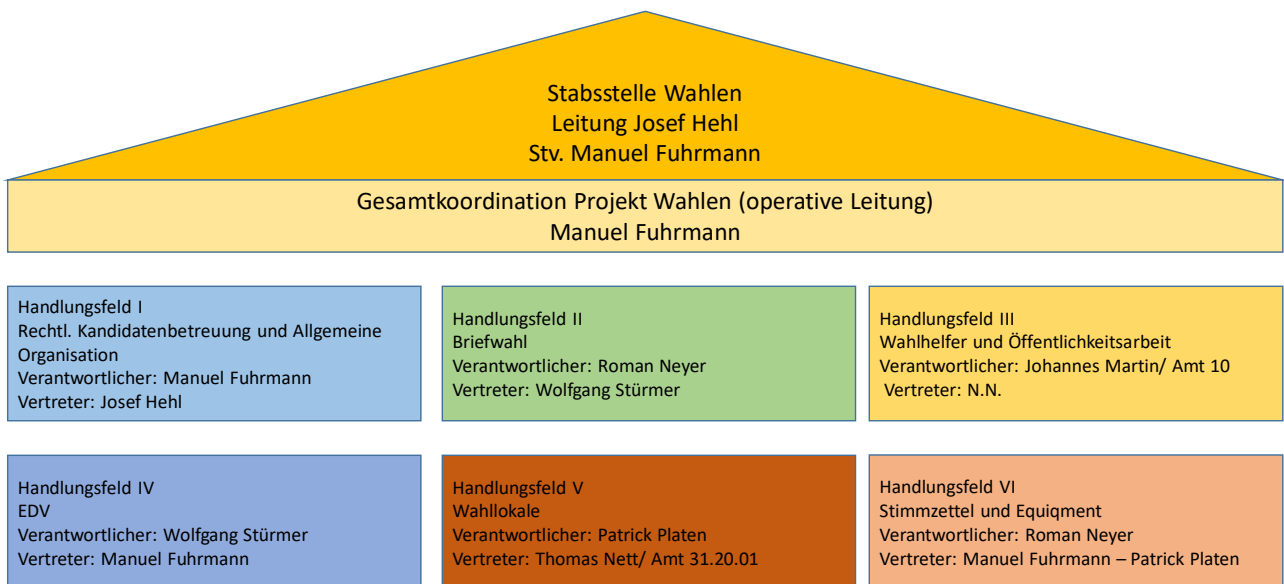 Stabsstelle Wahlen
Leitung Josef Hehl
Stv. Manuel Fuhrmann
Gesamtkoordination Projekt Wahlen (operative Leitung)
Manuel Fuhrmann
Handlungsfeld I
Rechtl. Kandidatenbetreuung und Allgemeine
Organisation
Verantwortlicher: Manuel Fuhrmann
Vertreter: Josef Hehl
Handlungsfeld II
Briefwahl
Verantwortlicher: Roman Neyer
Vertreter: Wolfgang Stürmer
Handlungsfeld III
Wahlhelfer und Öffentlichkeitsarbeit
Verantwortlicher: Johannes Martin/ Amt 10
Vertreter: N.N.
Handlungsfeld IV
EDV
Verantwortlicher: Wolfgang Stürmer
Vertreter: Manuel Fuhrmann
Handlungsfeld V
Wahllokale
Verantwortlicher: Patrick Platen
Vertreter: Thomas Nett/ Amt 31.20.01
Handlungsfeld VI
Stimmzettel und Equiqment
Verantwortlicher: Roman Neyer
Vertreter: Manuel Fuhrmann – Patrick Platen